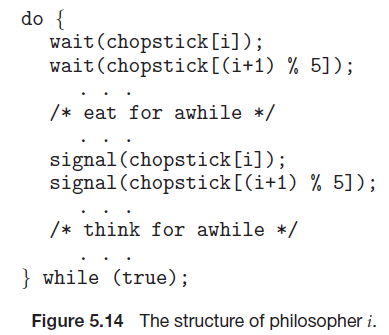 do {
wait(chopstick[i]);
wait(chopstick[(i+1) % 5]);
. . .
/* eat for awhile */
. . .
signal(chopstick[i]);
signal(chopstick[(i+1) % 5]);
. . .
/* think for awhile */
. . .
} while (true);
Figure 5.14 The structure of philosopher i.